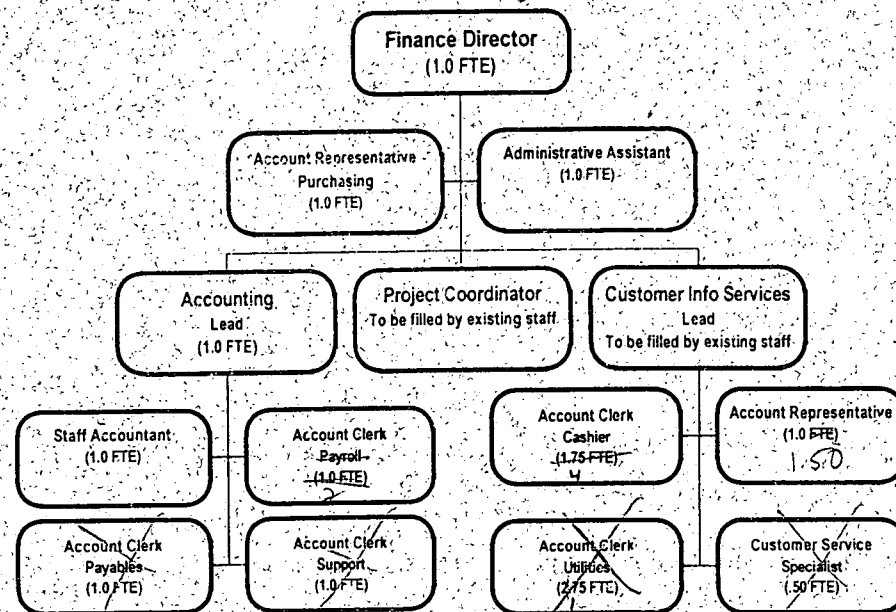 Finance Director
(1.0 FTE)
Account Representative
Purchasing
(1.0 FTE)
Administrative Assistant
(1.0 FTE)
Accounting
Lead
(1.0 FTE)
Project Coordinator
To be filled by existing staff
Customer Info Services
Lead
To be filled by existing staff
Staff Accountant
(1.0 FTE)
Account Clerk
Payroll
(1.0 FTE)
2
Account Clerk
Cashier
(1.75 FTE)
4
Account Representative
(1.0 FTE)
1.50
Account Clerk
Payables
(1.0 FTE)
Account Clerk
Support
(1.0 FTE)
Account Clerk
Utilities
(2.75 FTE)
Customer Service
Specialist
(.50 FTE)